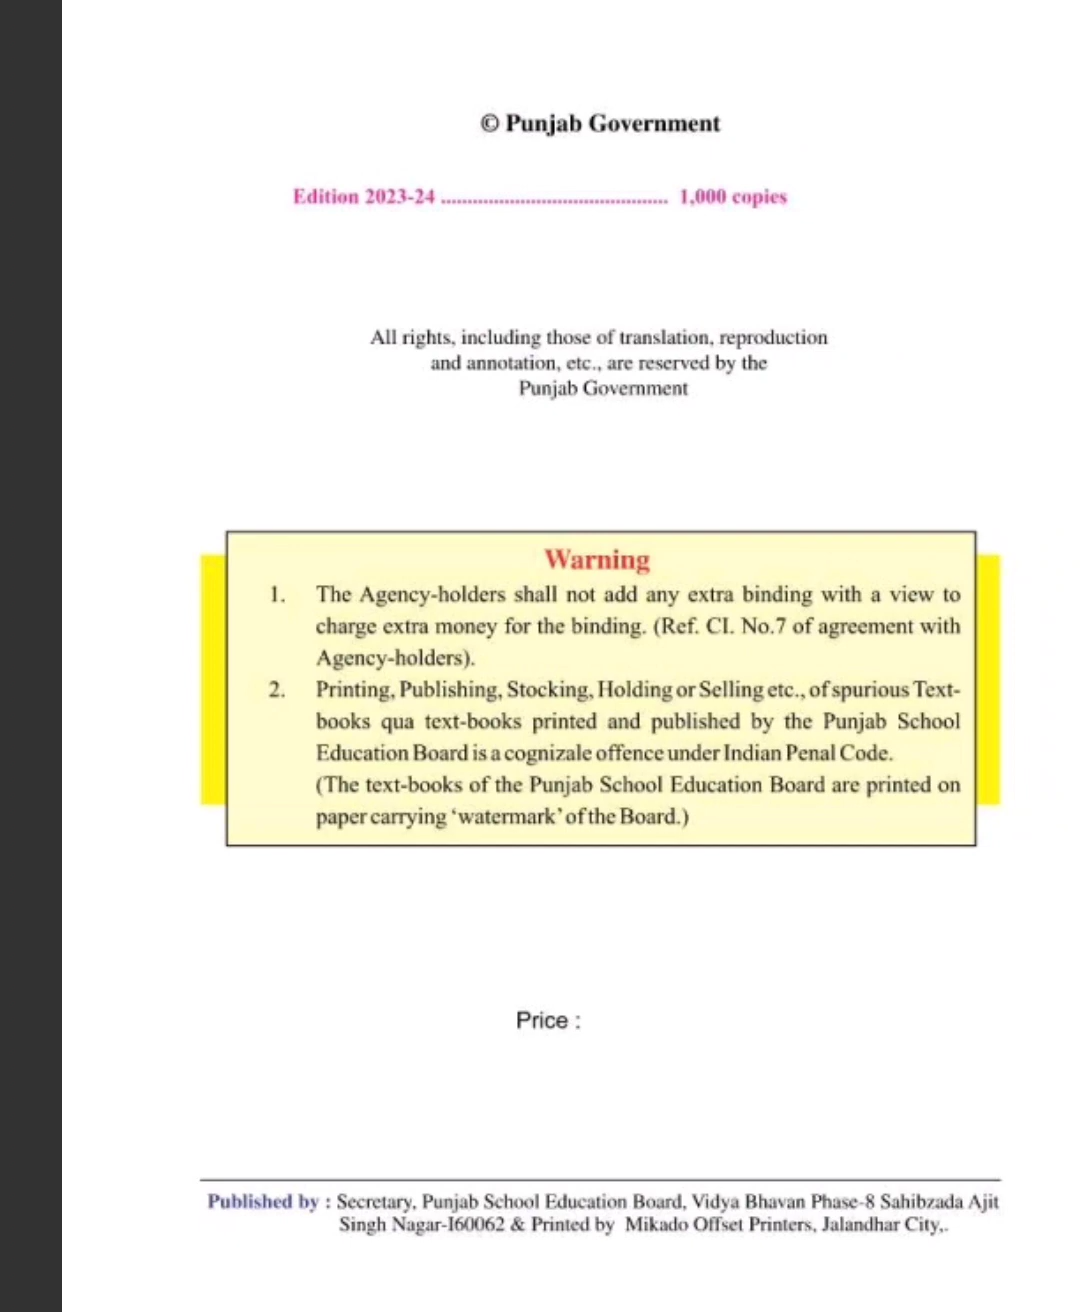 © Punjab Government
Edition 2023-24 ........................................... 1,000 copies
All rights, including those of translation, reproduction
and annotation, etc., are reserved by the
Punjab Government
Warning
1. The Agency-holders shall not add any extra binding with a view to
charge extra money for the binding. (Ref. CI. No.7 of agreement with
Agency-holders).
2. Printing, Publishing, Stocking, Holding or Selling etc., of spurious Text-
books qua text-books printed and published by the Punjab School
Education Board is a cognizale offence under Indian Penal Code.
(The text-books of the Punjab School Education Board are printed on
paper carrying ‘watermark’ of the Board.)
Price :
Published by : Secretary, Punjab School Education Board, Vidya Bhavan Phase-8 Sahibzada Ajit
Singh Nagar-I60062 & Printed by Mikado Offset Printers, Jalandhar City,.